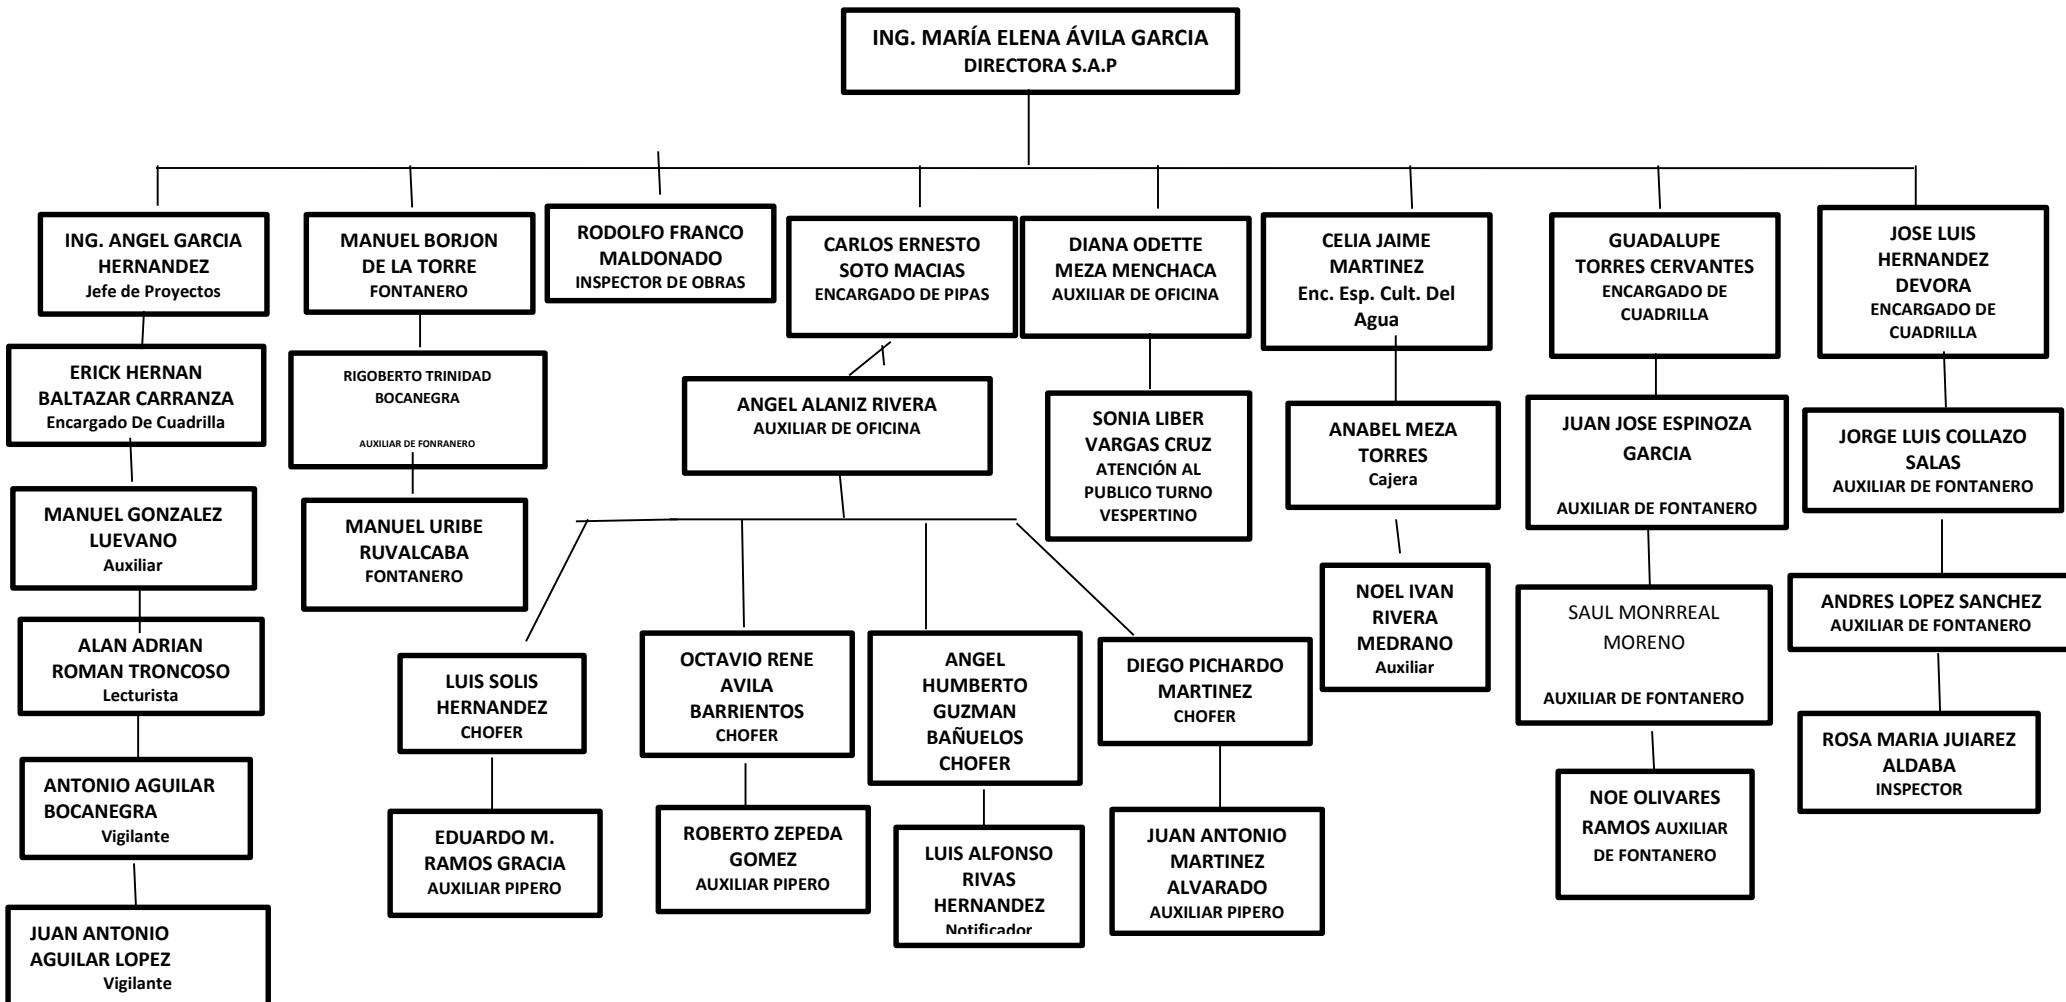 ING. MARÍA ELENA ÁVILA GARCIA
DIRECTORA S.A.P
ING. ANGEL GARCIA
HERNANDEZ
Jefe de Proyectos
MANUEL BORJON
DE LA TORRE
FONTANERO
RODOLFO FRANCO
MALDONADO
INSPECTOR DE OBRAS
CARLOS ERNESTO
SOTO MACIAS
ENCARGADO DE PIPAS
DIANA ODETTE
MEZA MENCHACA
AUXILIAR DE OFICINA
CELIA JAIME
MARTINEZ
Enc. Esp. Cult. Del
Agua
GUADALUPE
TORRES CERVANTES
ENCARGADO DE
CUADRILLA
JOSE LUIS
HERNANDEZ
DEVORA
ENCARGADO DE
CUADRILLA
ERICK HERNAN
BALTAZAR CARRANZA
Encargado De Cuadrilla
RIGOBERTO TRINIDAD
BOCANEGRA
AUXILIAR DE FONRANERO
ANGEL ALANIZ RIVERA
AUXILIAR DE OFICINA
SONIA LIBER
VARGAS CRUZ
ATENCIÓN AL
PUBLICO TURNO
VESPERTINO
ANABEL MEZA
TORRES
Cajera
JUAN JOSE ESPINOZA
GARCIA
AUXILIAR DE FONTANERO
JORGE LUIS COLLAZO
SALAS
AUXILIAR DE FONTANERO
MANUEL GONZALEZ
LUEVANO
Auxiliar
MANUEL URIBE
RUVALCABA
FONTANERO
NOEL IVAN
RIVERA
MEDRANO
Auxiliar
SAUL MONRREAL
MORENO
AUXILIAR DE FONTANERO
ANDRES LOPEZ SANCHEZ
AUXILIAR DE FONTANERO
ALAN ADRIAN
ROMAN TRONCOSO
Lecturista
LUIS SOLIS
HERNANDEZ
CHOFER
OCTAVIO RENE
AVILA
BARRIENTOS
CHOFER
ANGEL
HUMBERTO
GUZMAN
BAÑUELOS
CHOFER
DIEGO PICHARDO
MARTINEZ
CHOFER
ROSA MARIA JUIAREZ
ALDABA
INSPECTOR
ANTONIO AGUILAR
BOCANEGRA
Vigilante
EDUARDO M.
RAMOS GRACIA
AUXILIAR PIPERO
ROBERTO ZEPEDA
GOMEZ
AUXILIAR PIPERO
LUIS ALFONSO
RIVAS
HERNANDEZ
Notificador
JUAN ANTONIO
MARTINEZ
ALVARADO
AUXILIAR PIPERO
NOE OLIVARES
RAMOS AUXILIAR
DE FONTANERO
JUAN ANTONIO
AGUILAR LOPEZ
Vigilante